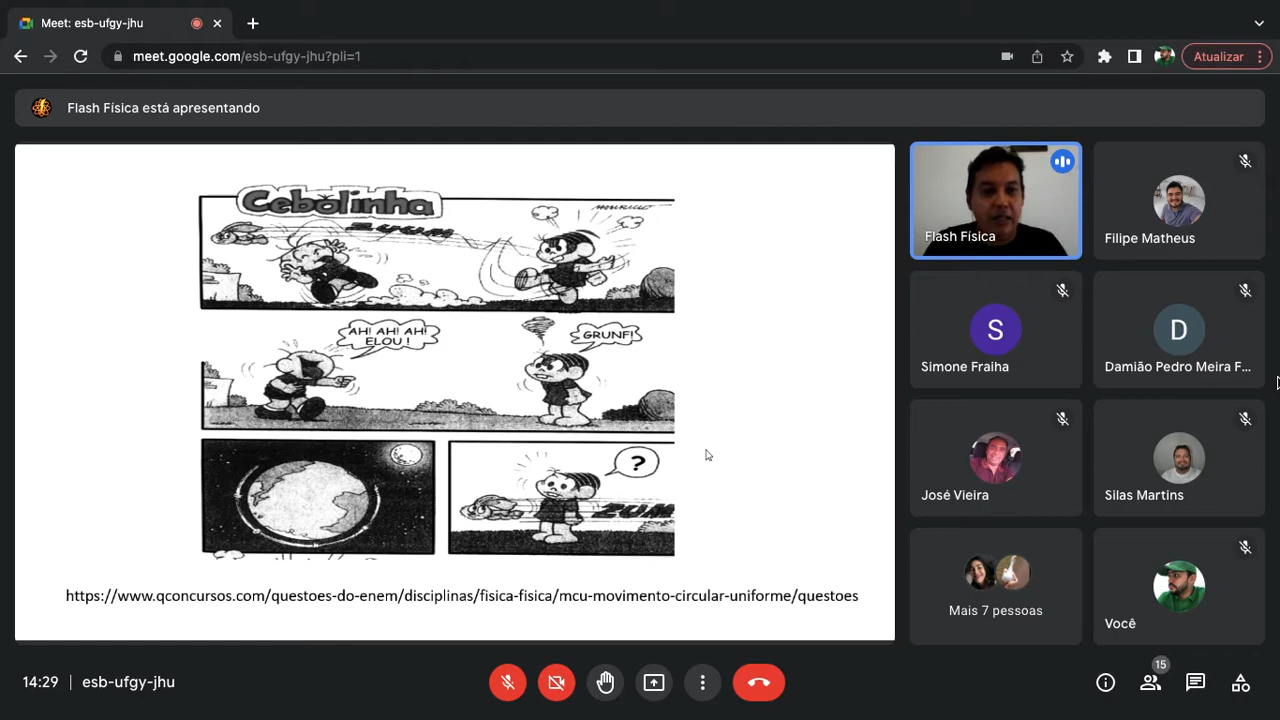 Meet: esb-ufgy-jhu
meet.google.com/esb-ufgy-jhu?pli=1
Atualizar
Flash Física está apresentando
Cebolinha
MAURICIO
ZUUM
AH! AH! AH!
ELOU!
GRUNF!
?
ZUM
https://www.qconcursos.com/questoes-do-enem/disciplinas/fisica-fisica/mcu-movimento-circular-uniforme/questoes
Flash Física
Filipe Matheus
S
Simone Fraiha
D
Damião Pedro Meira F...
José Vieira
Silas Martins
Mais 7 pessoas
Você
14:29 | esb-ufgy-jhu
15